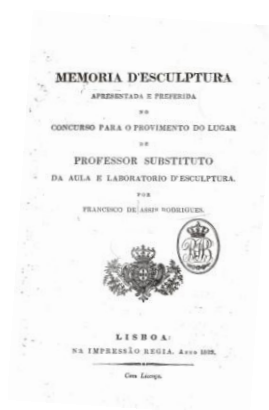 MEMORIA D'ESCULPTURA
APRESENTADA E PREFERIDA
NO
CONCURSO PARA O PROVIMENTO DO LUGAR
DE
PROFESSOR SUBSTITUTO
DA AULA E LABORATORIO D'ESCULPTURA.
POR
FRANCISCO DE ASSIS RODRIGUES.
LISBOA:
NA IMPRESSÃO REGIA. Anno
Com Licença.